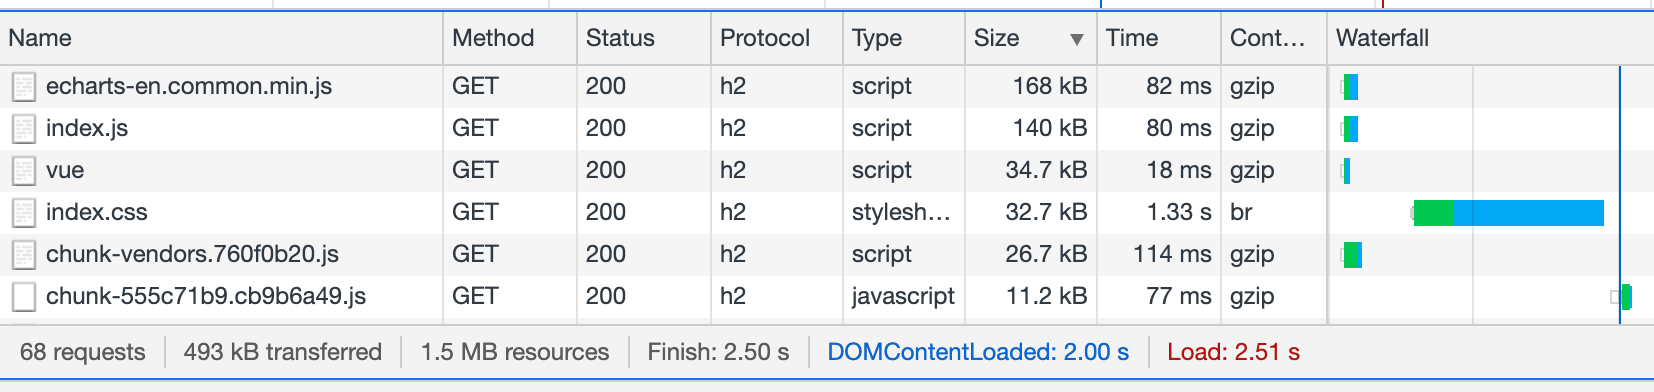 Name Method Status Protocol Type Size ▼ Time Cont... Waterfall
echarts-en.common.min.js GET 200 h2 script 168 kB 82 ms gzip
index.js GET 200 h2 script 140 kB 80 ms gzip
vue GET 200 h2 script 34.7 kB 18 ms gzip
index.css GET 200 h2 stylesh... 32.7 kB 1.33 s br
chunk-vendors.760f0b20.js GET 200 h2 script 26.7 kB 114 ms gzip
chunk-555c71b9.cb9b6a49.js GET 200 h2 javascript 11.2 kB 77 ms gzip
68 requests 493 kB transferred 1.5 MB resources Finish: 2.50 s DOMContentLoaded: 2.00 s Load: 2.51 s